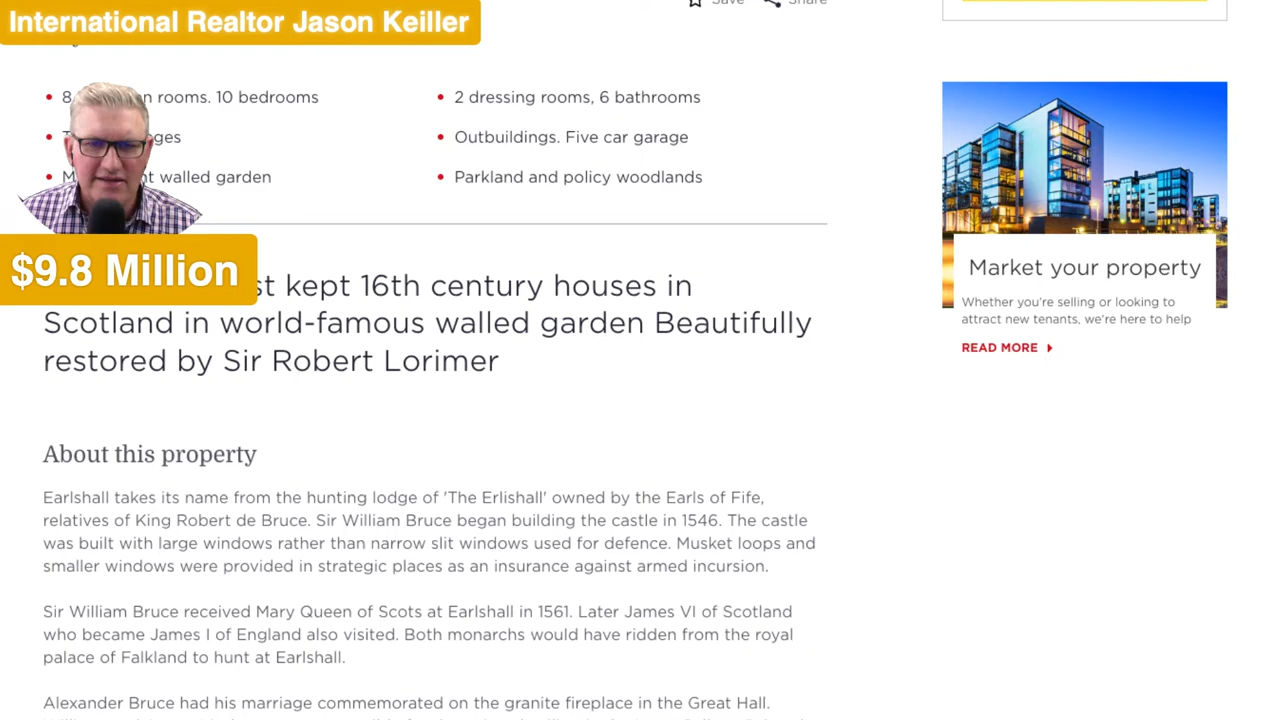 International Realtor Jason Keiller
Save
Share
8
n rooms. 10 bedrooms
2 dressing rooms, 6 bathrooms
ges
Outbuildings. Five car garage
t walled garden
Parkland and policy woodlands
$9.8 Million
st kept 16th century houses in
Scotland in world-famous walled garden Beautifully
restored by Sir Robert Lorimer
Market your property
Whether you're selling or looking to
attract new tenants, we're here to help
READ MORE
About this property
Earlshall takes its name from the hunting lodge of 'The Erlishall' owned by the Earls of Fife,
relatives of King Robert de Bruce. Sir William Bruce began building the castle in 1546. The castle
was built with large windows rather than narrow slit windows used for defence. Musket loops and
smaller windows were provided in strategic places as an insurance against armed incursion.
Sir William Bruce received Mary Queen of Scots at Earlshall in 1561. Later James VI of Scotland
who became James I of England also visited. Both monarchs would have ridden from the royal
palace of Falkland to hunt at Earlshall.
Alexander Bruce had his marriage commemorated on the granite fireplace in the Great Hall.